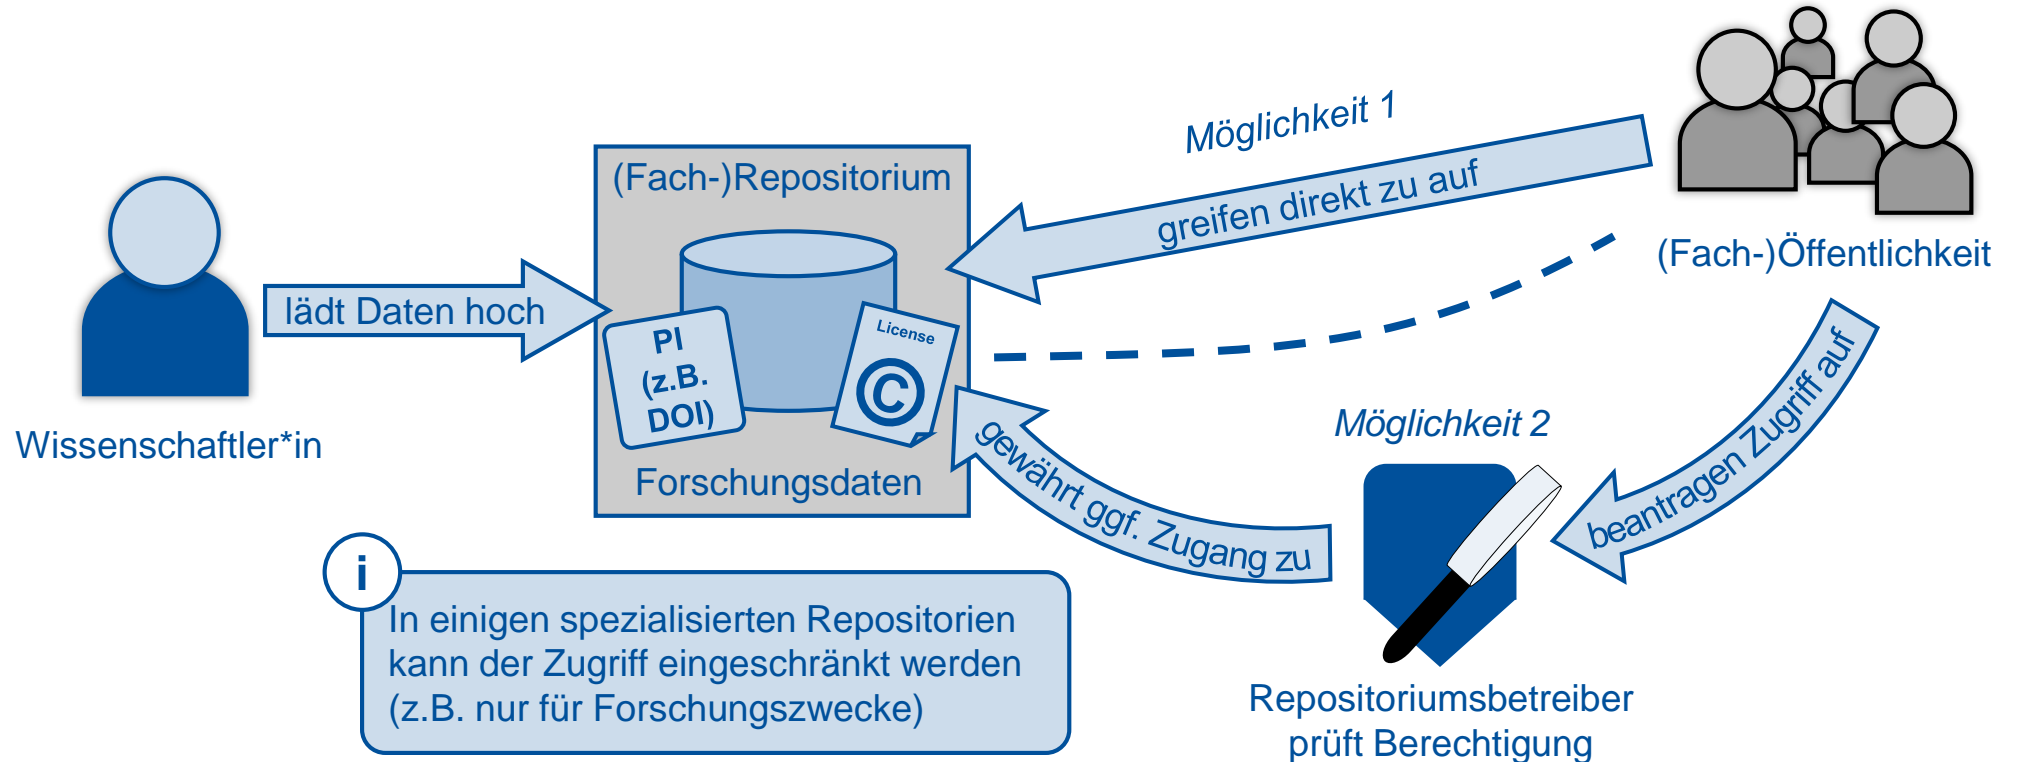 Möglichkeit 1
(Fach-)Repositorium
greifen direkt zu auf
(Fach-)Öffentlichkeit
lädt Daten hoch
PI
(z.B.
DOI)
License
©
Wissenschaftler*in
Forschungsdaten
Möglichkeit 2
beantragen Zugriff auf
gewährt ggf. Zugang zu
i
In einigen spezialisierten Repositorien
kann der Zugriff eingeschränkt werden
(z.B. nur für Forschungszwecke)
Repositoriumsbetreiber
prüft Berechtigung